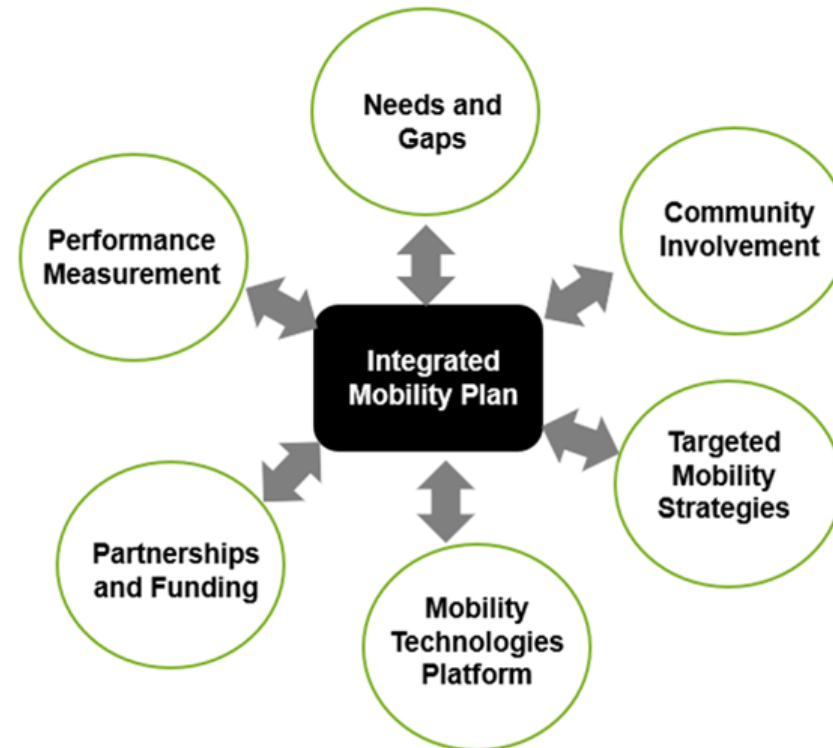 Needs and
Gaps
Community
Involvement
Performance
Measurement
Integrated
Mobility Plan
Targeted
Mobility
Strategies
Partnerships
and Funding
Mobility
Technologies
Platform